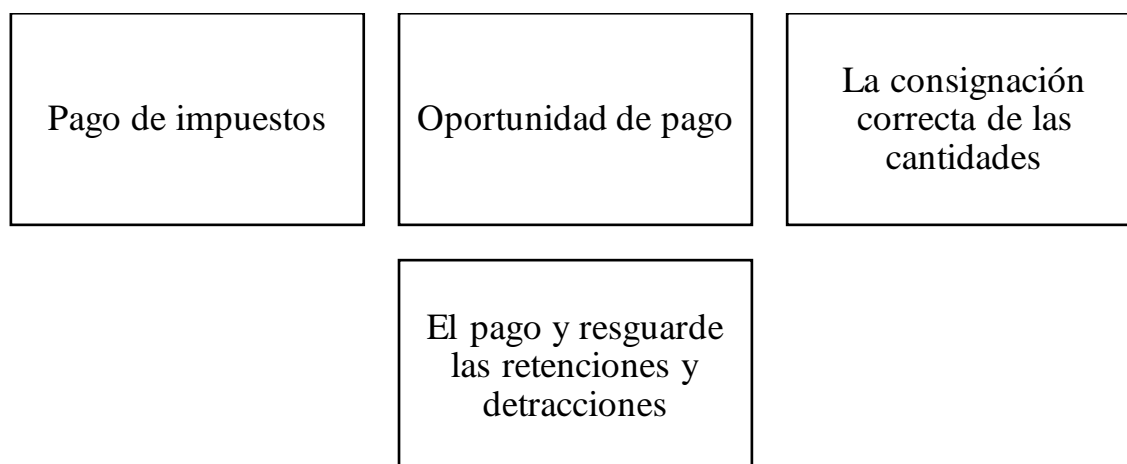 Pago de impuestos
Oportunidad de pago
La consignación
correcta de las
cantidades
El pago y resguarde
las retenciones y
detracciones